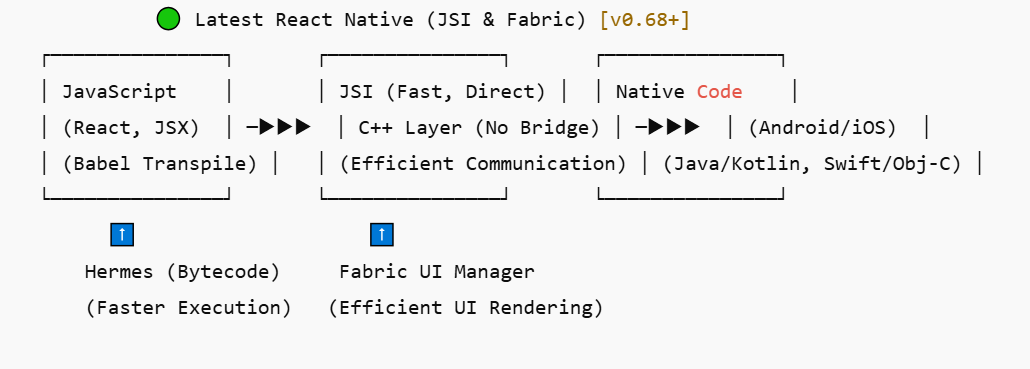 Latest React Native (JSI & Fabric) [v0.68+]
JavaScript JSI (Fast, Direct) Native Code
(React, JSX) C++ Layer (No Bridge) (Android/iOS)
(Babel Transpile) (Efficient Communication) (Java/Kotlin, Swift/Obj-C)
Hermes (Bytecode) Fabric UI Manager
(Faster Execution) (Efficient UI Rendering)